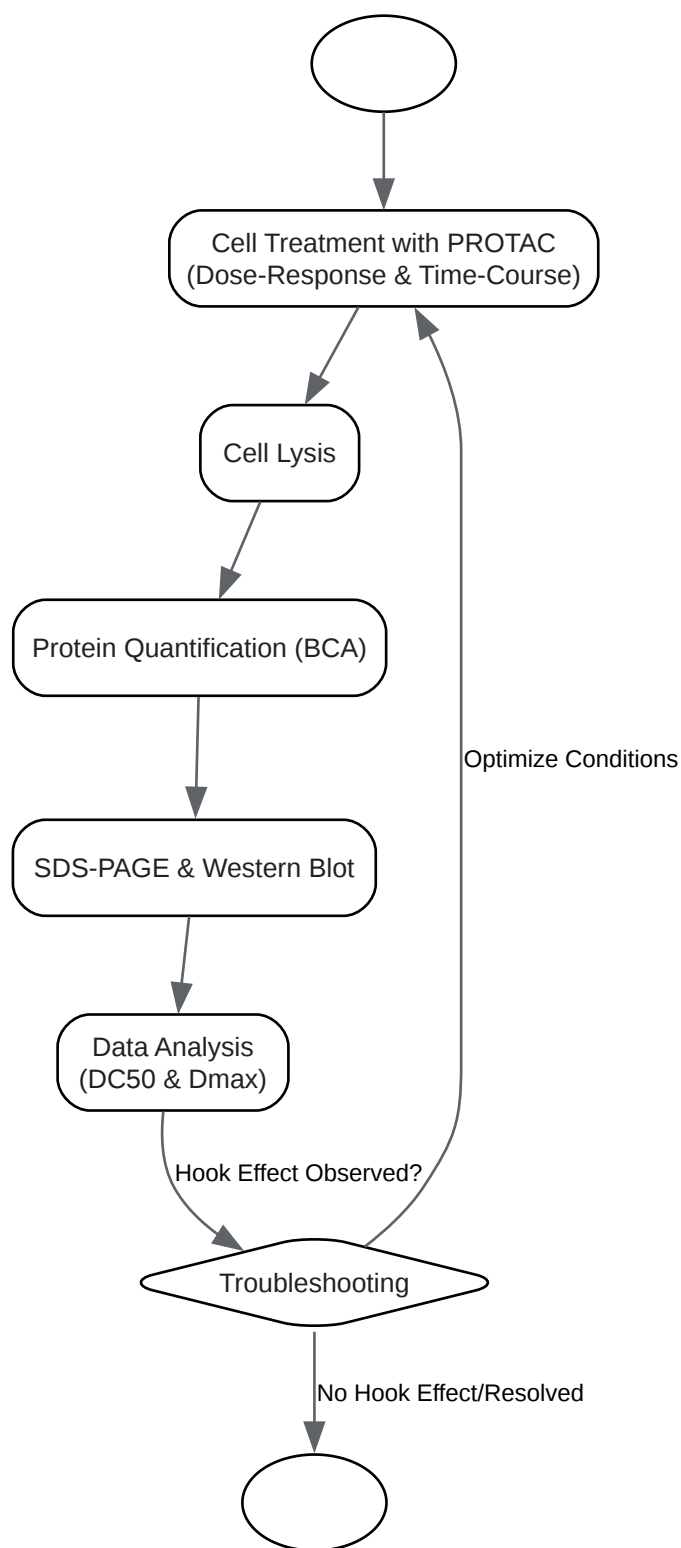 Cell Treatment with PROTAC
(Dose-Response & Time-Course)
Cell Lysis
Protein Quantification (BCA)
Optimize Conditions
SDS-PAGE & Western Blot
Data Analysis
(DC50 & Dmax)
Hook Effect Observed?
Troubleshooting
No Hook Effect/Resolved